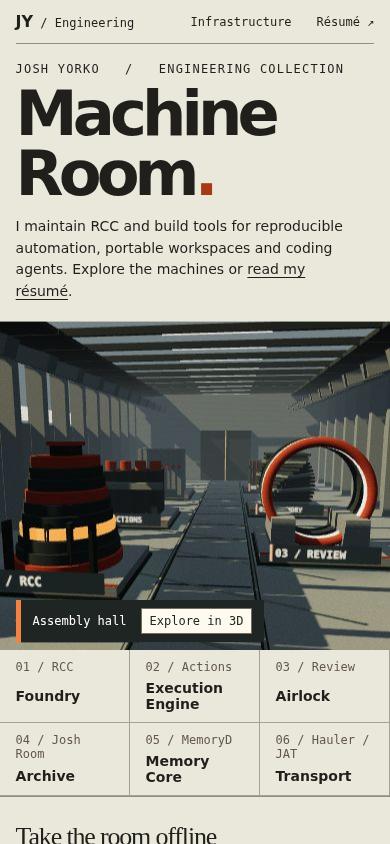 JY / Engineering
Infrastructure
Résumé ↗
JOSH YORKO / ENGINEERING COLLECTION
Machine
Room.
I maintain RCC and build tools for reproducible
automation, portable workspaces and coding
agents. Explore the machines or read my
résumé.
CTIONS
/ RCC
03 / REVIEW
Assembly hall
Explore in 3D
01 / RCC
Foundry
02 / Actions
Execution
Engine
03 / Review
Airlock
04 / Josh
Room
Archive
05 / MemoryD
Memory
Core
06 / Hauler /
JAT
Transport
Take the room offline